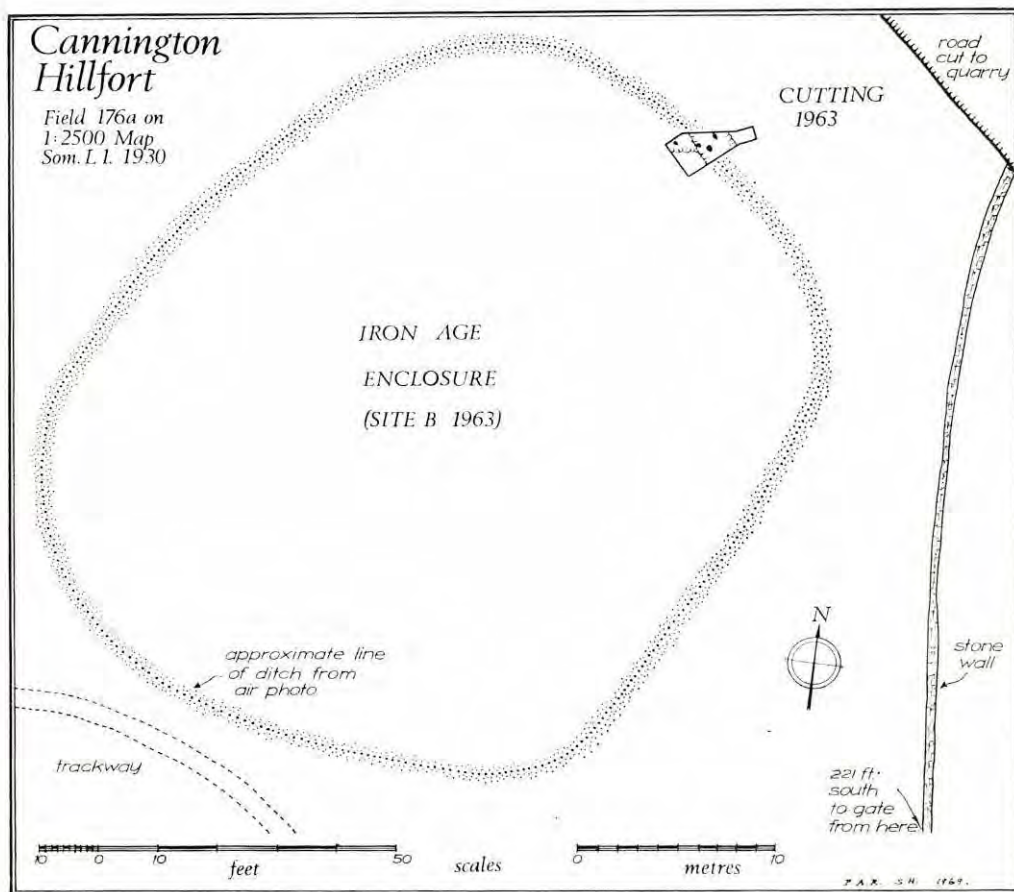 Cannington
Hillfort
Field 176a on
1:2500 Map
Som. L 1. 1930
road
cut to
quarry
CUTTING
1963
IRON AGE
ENCLOSURE
(SITE B 1963)
approximate line
of ditch from
air photo
N
stone
wall
trackway
221 ft.
south
to gate
from here
10 0 10 50
feet
scales
0 10
metres
S.H. 1969.